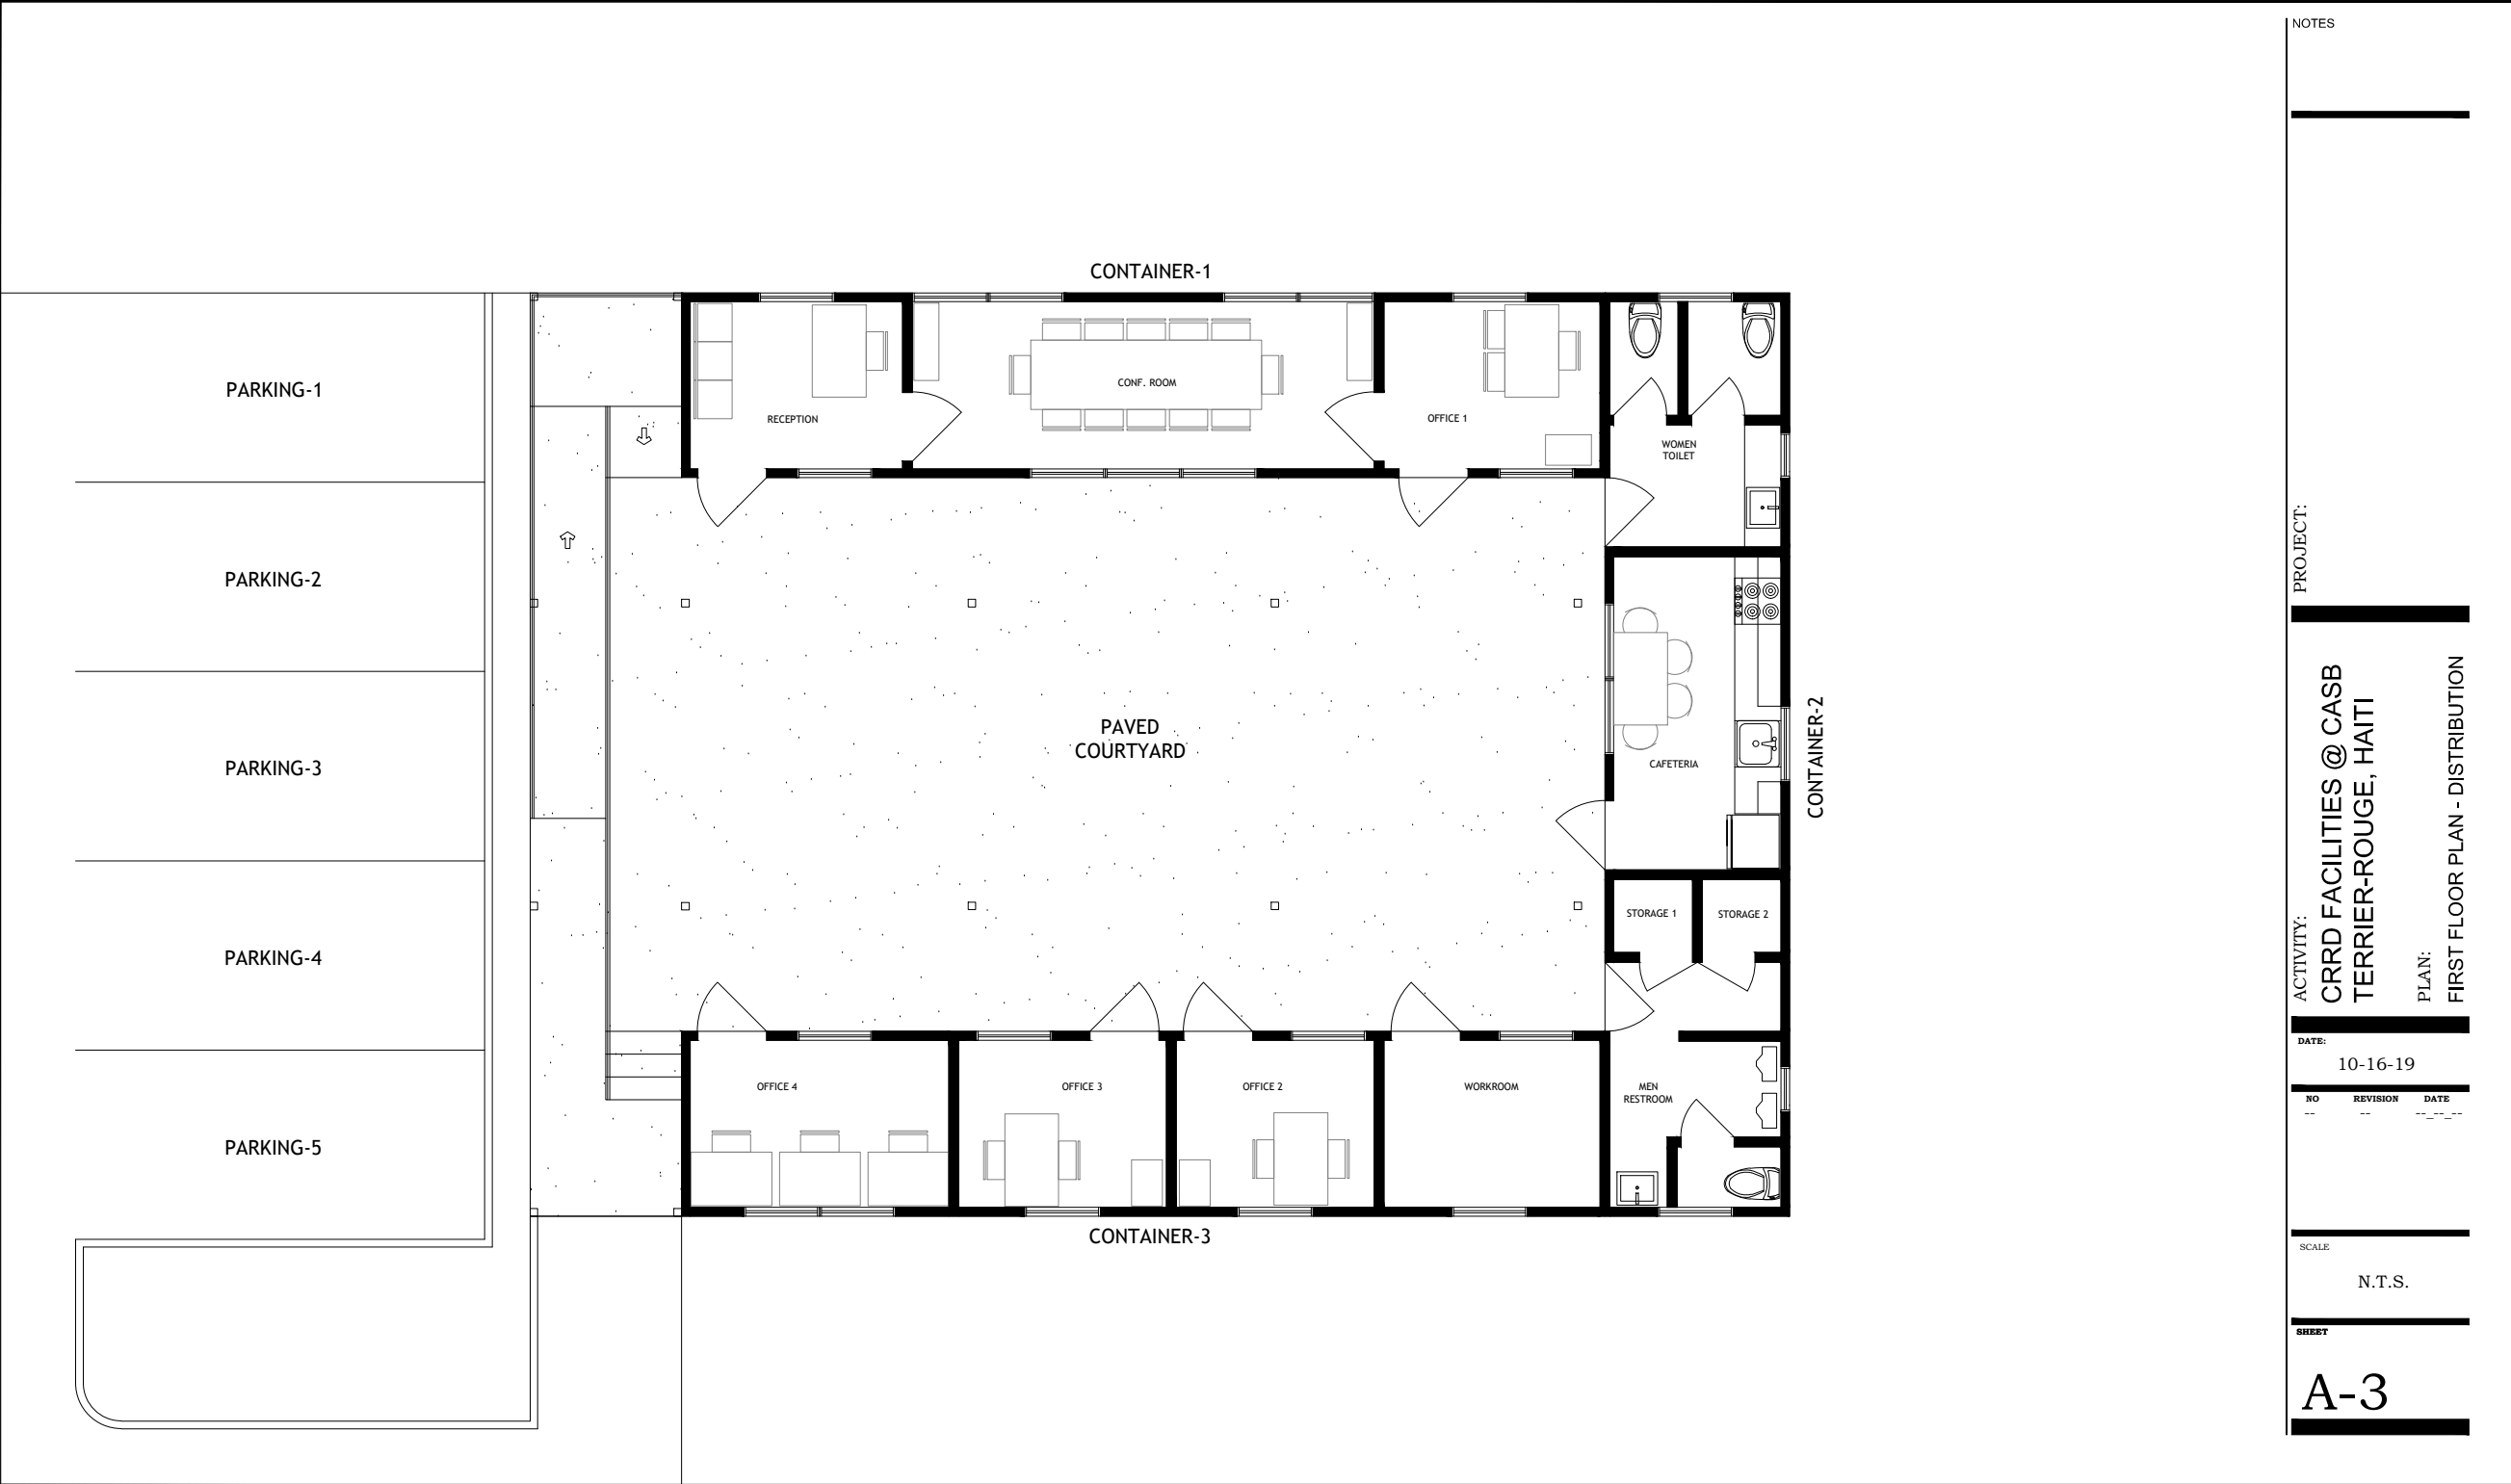 NOTES
CONTAINER-1
PARKING-1
PARKING-2
PARKING-3
PARKING-4
PARKING-5
RECEPTION
CONF. ROOM
OFFICE 1
WOMEN
TOILET
PAVED
COURTYARD
CAFETERIA
CONTAINER-2
STORAGE 1
STORAGE 2
OFFICE 4
OFFICE 3
OFFICE 2
WORKROOM
MEN
RESTROOM
CONTAINER-3
PROJECT:
ACTIVITY:
CRRD FACILITIES @ CASB
TERRIER-ROUGE, HAITI
PLAN:
FIRST FLOOR PLAN - DISTRIBUTION
DATE:
10-16-19
NO REVISION DATE
-- -- --_--_--
SCALE
N.T.S.
SHEET
A-3